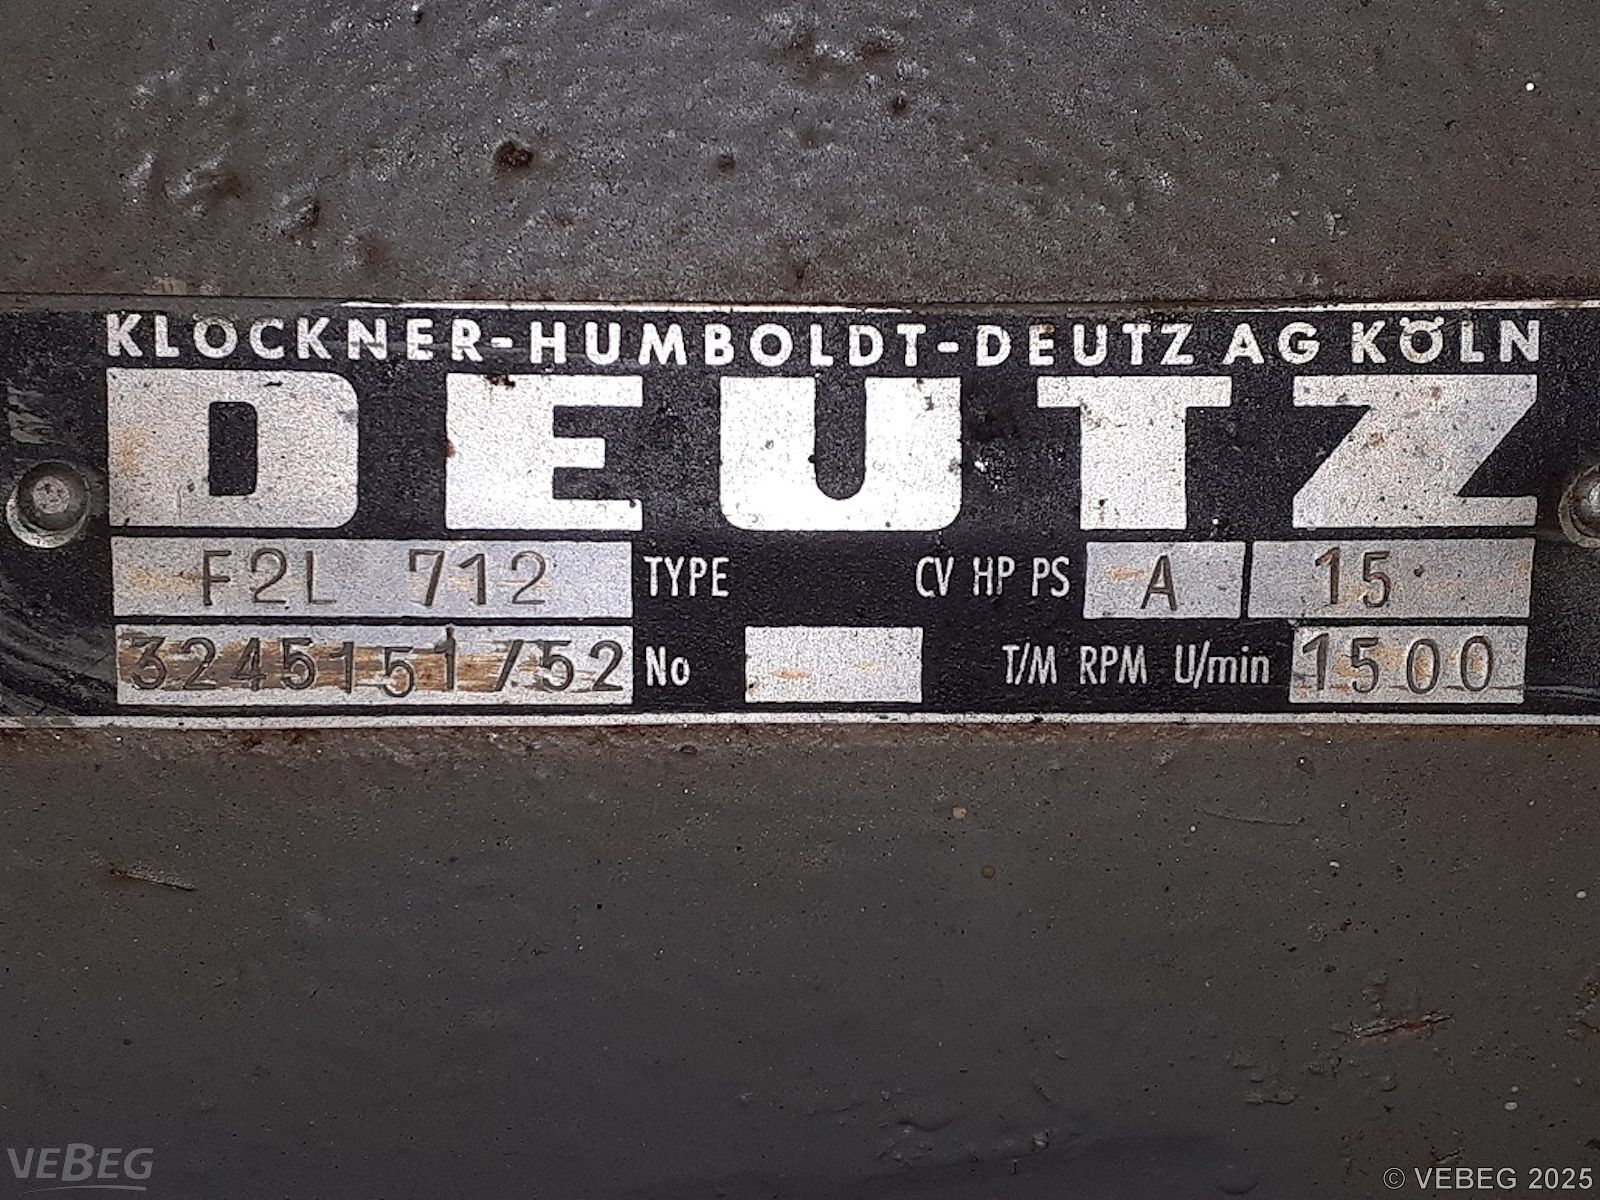 KLÖCKNER-HUMBOLDT-DEUTZ AG KÖLN
DEUTZ
F2L 712 TYPE CV HP PS A 15
3245151/52 No T/M RPM U/min 1500
VEBEG © VEBEG 2025